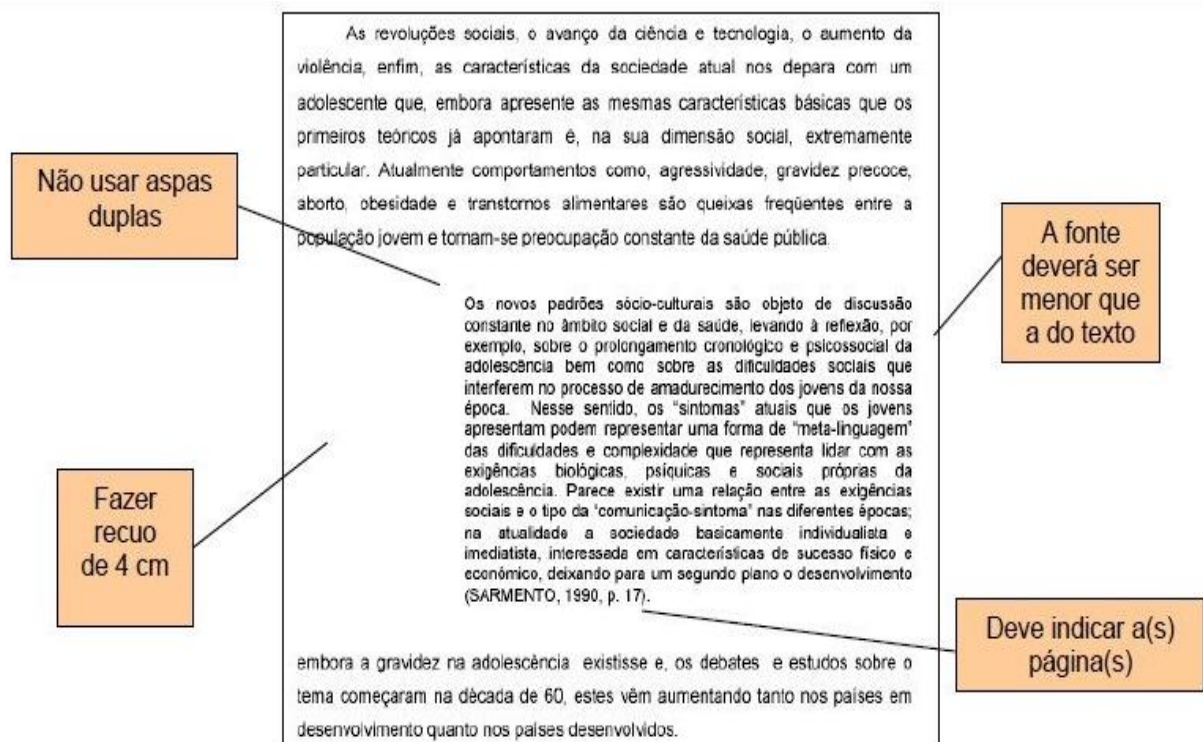 As revoluções sociais, o avanço da ciência e tecnologia, o aumento da
violência, enfim, as características da sociedade atual nos depara com um
adolescente que, embora apresente as mesmas características básicas que os
primeiros teóricos já apontaram é, na sua dimensão social, extremamente
particular. Atualmente comportamentos como, agressividade, gravidez precoce,
aborto, obesidade e transtornos alimentares são queixas freqüentes entre a
população jovem e tornam-se preocupação constante da saúde pública.
Não usar aspas
duplas
A fonte
deverá ser
menor que
a do texto
Os novos padrões sócio-culturais são objeto de discussão
constante no âmbito social e da saúde, levando à reflexão, por
exemplo, sobre o prolongamento cronológico e psicossocial da
adolescência bem como sobre as dificuldades sociais que
interferem no processo de amadurecimento dos jovens da nossa
época. Nesse sentido, os "sintomas" atuais que os jovens
apresentam podem representar uma forma de "meta-linguagem"
das dificuldades e complexidade que representa lidar com as
exigências biológicas, psíquicas e sociais próprias da
adolescência. Parece existir uma relação entre as exigências
sociais e o tipo da "comunicação-sintoma" nas diferentes épocas;
na atualidade a sociedade basicamente individualista e
imediatista, interessada em características de sucesso físico e
econômico, deixando para um segundo plano o desenvolvimento
(SARMENTO, 1990, p. 17).
Fazer
recuo
de 4 cm
Deve indicar a(s)
página(s)
embora a gravidez na adolescência existisse e, os debates e estudos sobre o
tema começaram na década de 60, estes vêm aumentando tanto nos países em
desenvolvimento quanto nos países desenvolvidos.